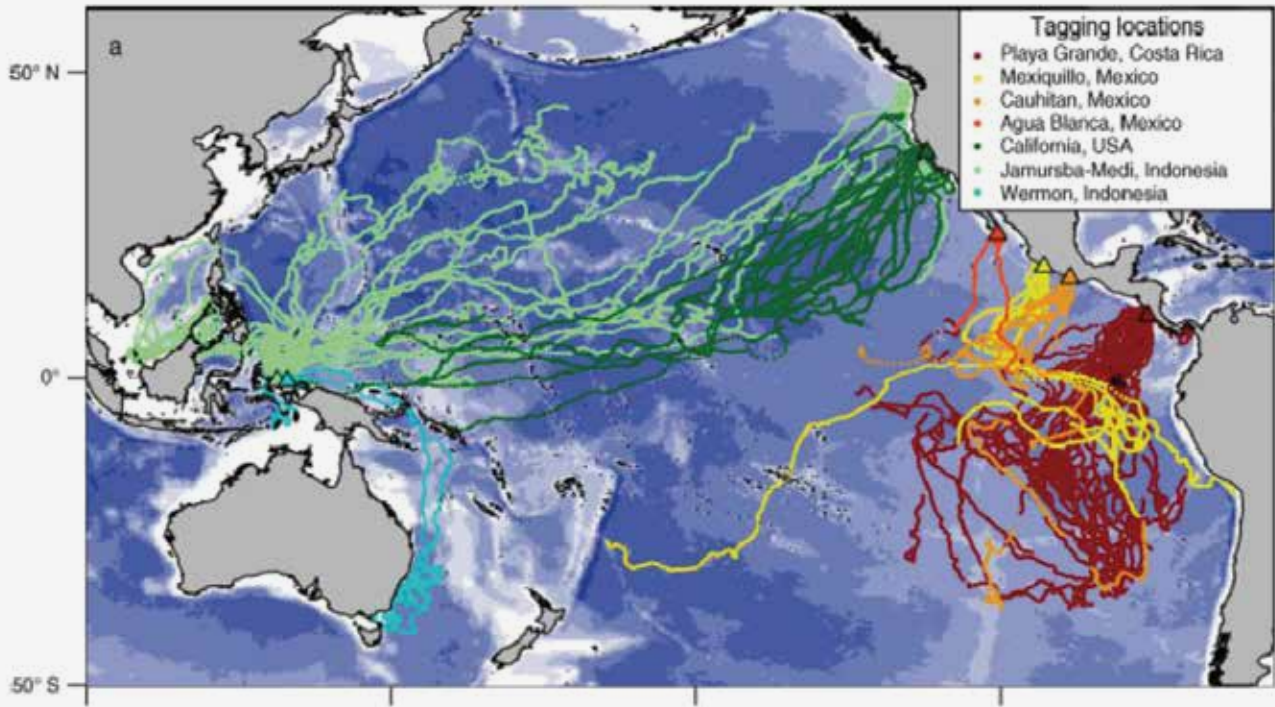 a
Tagging locations
Playa Grande, Costa Rica
Mexiquillo, Mexico
Cauhitan, Mexico
Agua Blanca, Mexico
California, USA
Jamursba-Medi, Indonesia
Wermon, Indonesia
50° N
0°
50° S